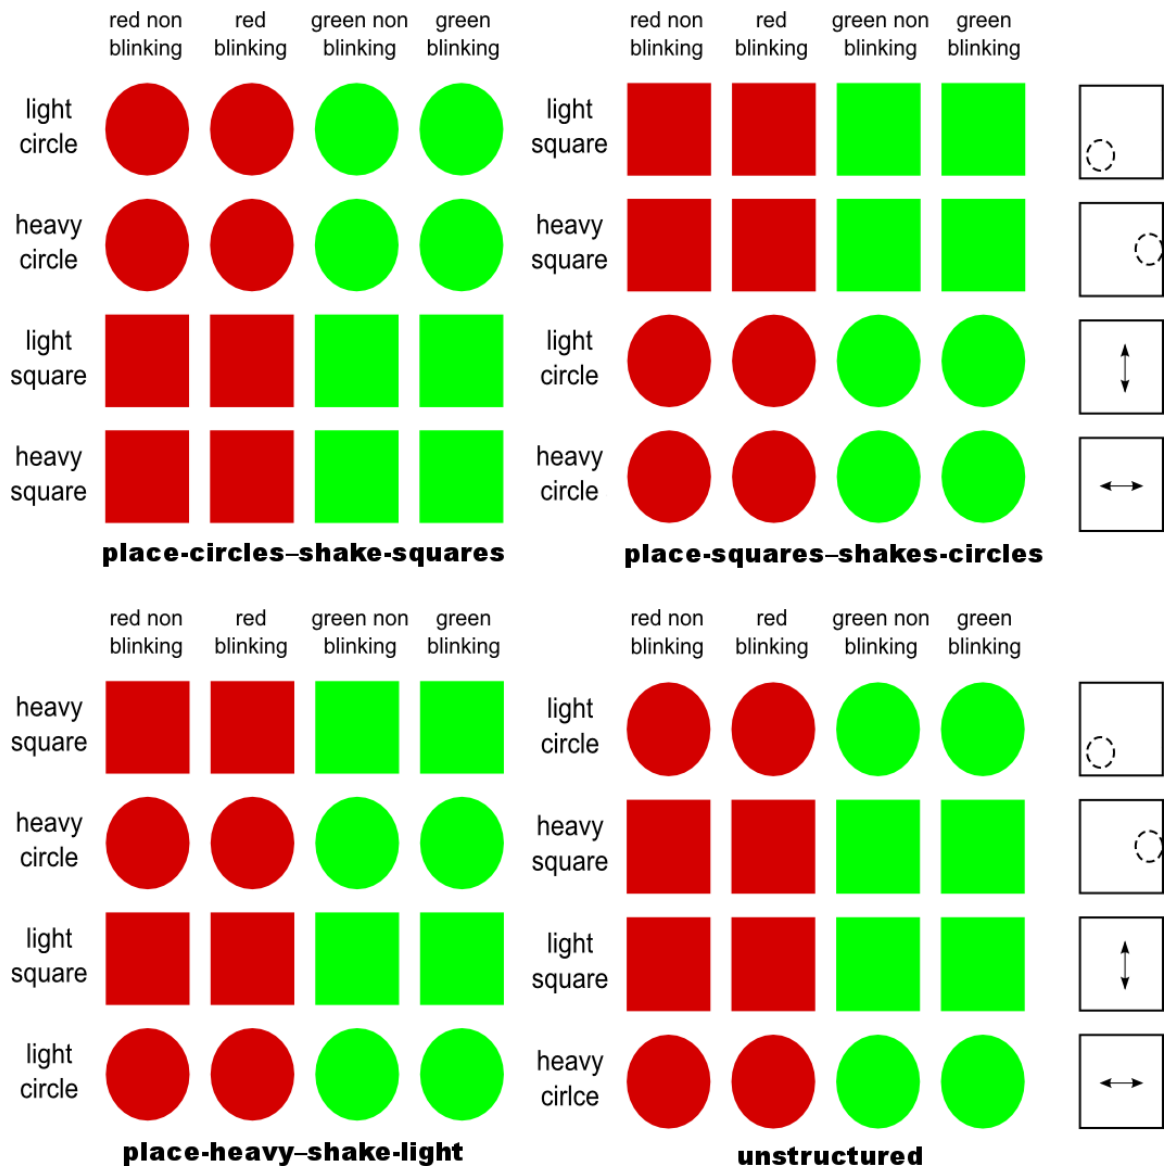 red non
blinking
red
blinking
green non
blinking
green
blinking
red non
blinking
red
blinking
green non
blinking
green
blinking
light
circle
heavy
circle
light
square
heavy
square
light
square
heavy
square
light
circle
heavy
circle
place-circles–shake-squares
place-squares–shakes-circles
red non
blinking
red
blinking
green non
blinking
green
blinking
red non
blinking
red
blinking
green non
blinking
green
blinking
heavy
square
heavy
circle
light
square
light
circle
light
circle
heavy
square
light
square
heavy
cirlce
place-heavy–shake-light
unstructured